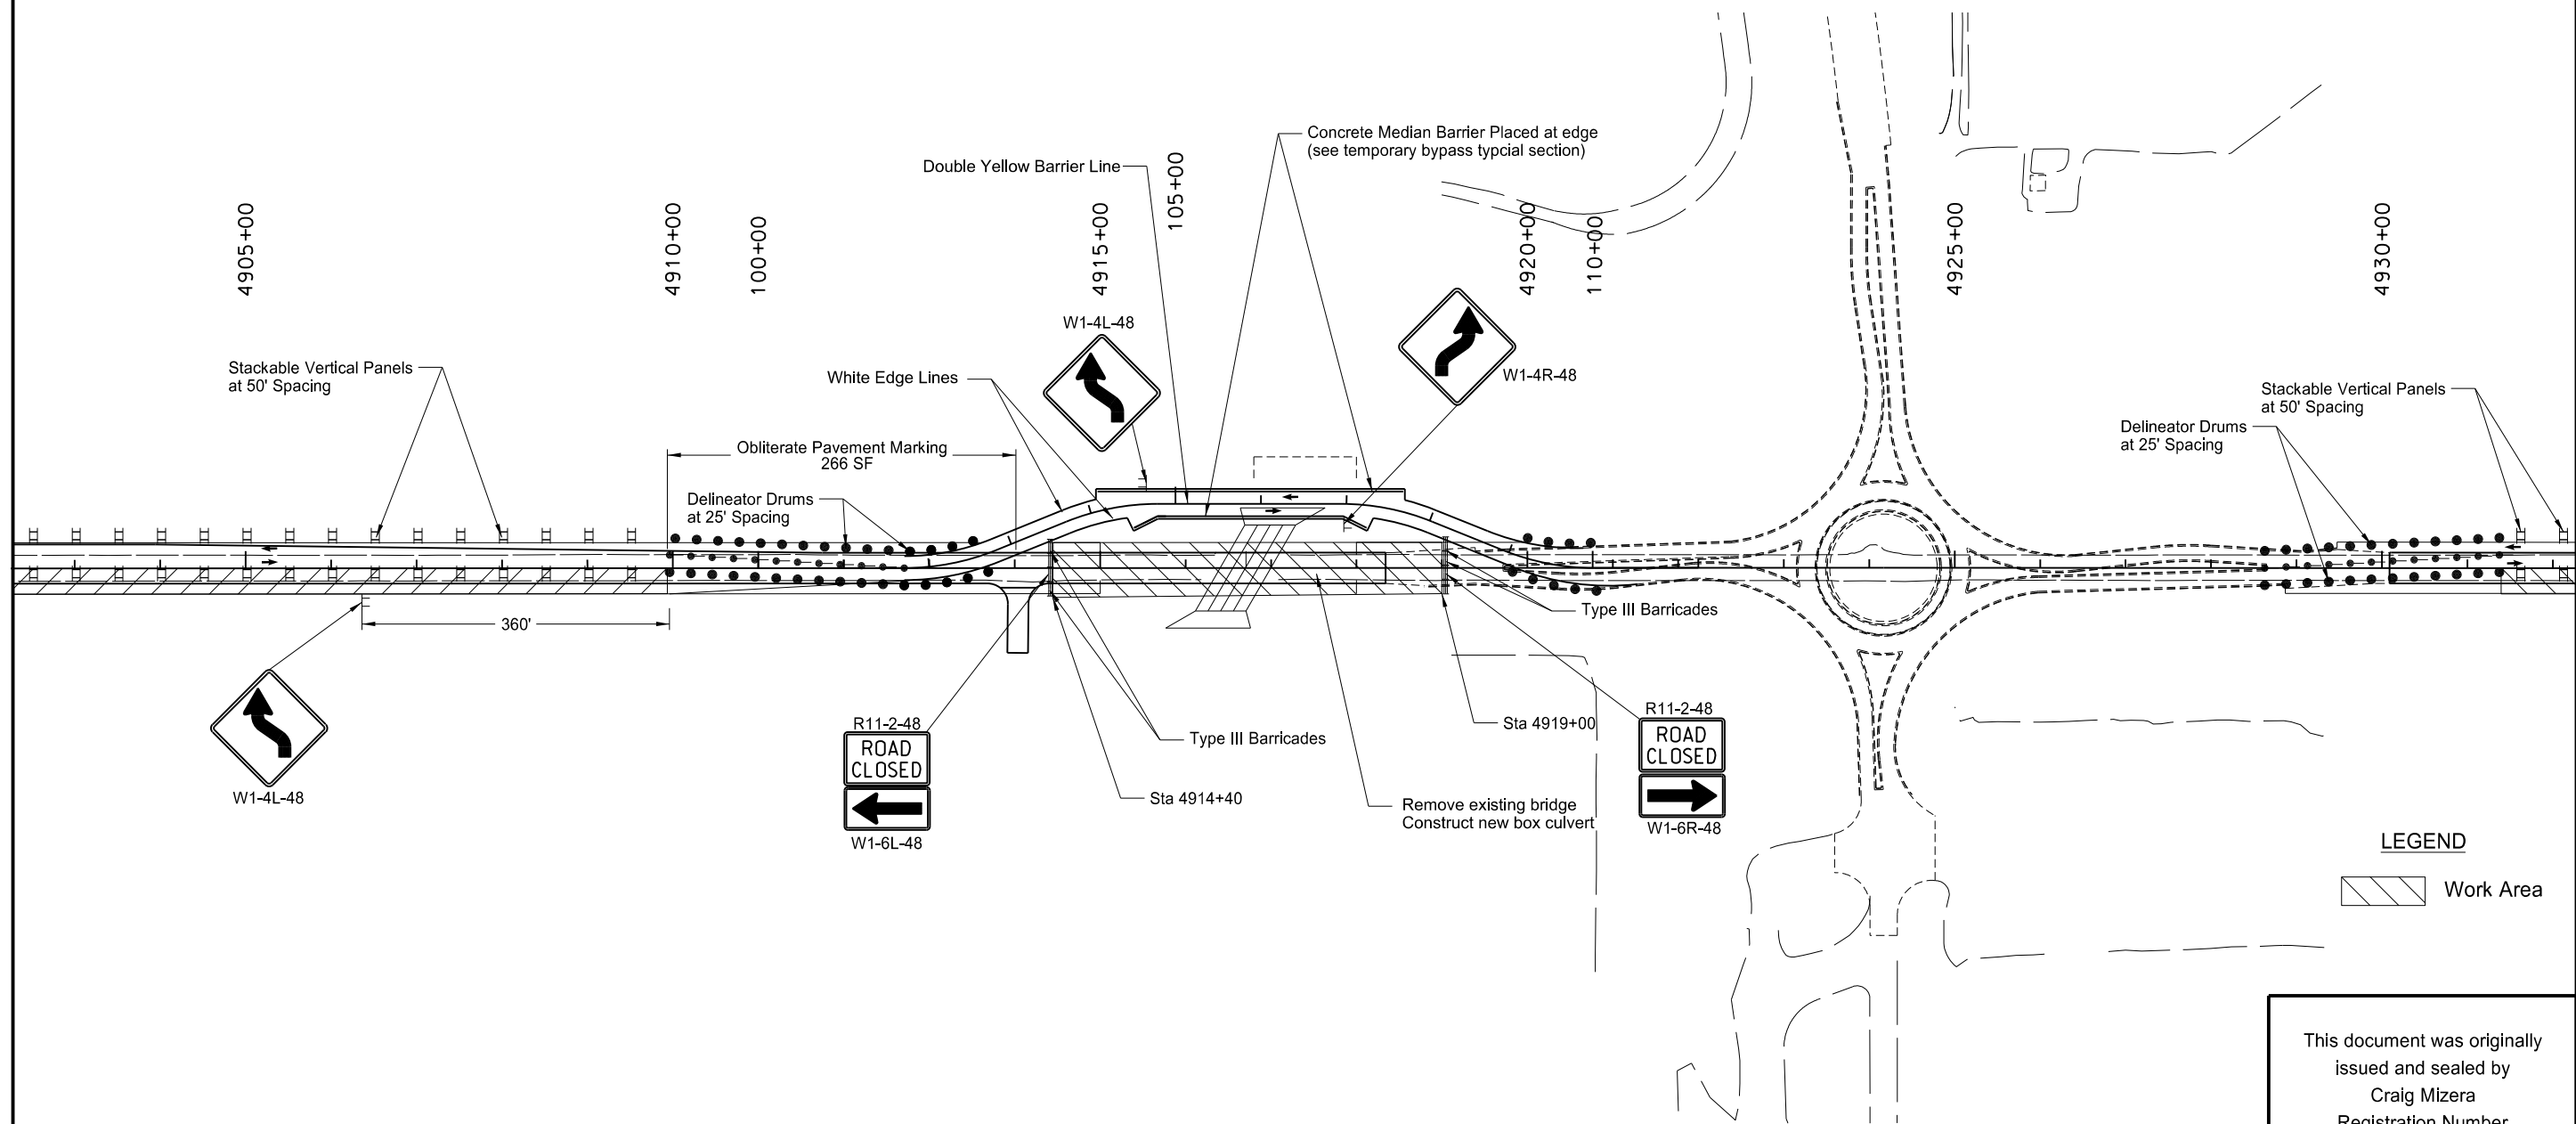 Concrete Median Barrier Placed at edge
(see temporary bypass typcial section)
Double Yellow Barrier Line
105+00
4905+00
4910+00
100+00
4915+00
4920+00
110+00
4925+00
4930+00
W1-4L-48
W1-4R-48
Stackable Vertical Panels
at 50' Spacing
White Edge Lines
Stackable Vertical Panels
at 50' Spacing
Delineator Drums
at 25' Spacing
Obliterate Pavement Marking
266 SF
Delineator Drums
at 25' Spacing
360'
Type III Barricades
W1-4L-48
R11-2-48
ROAD
CLOSED
W1-6L-48
Type III Barricades
Sta 4914+40
Sta 4919+00
R11-2-48
ROAD
CLOSED
W1-6R-48
Remove existing bridge
Construct new box culvert
LEGEND
Work Area
This document was originally
issued and sealed by
Craig Mizera
Registration Number